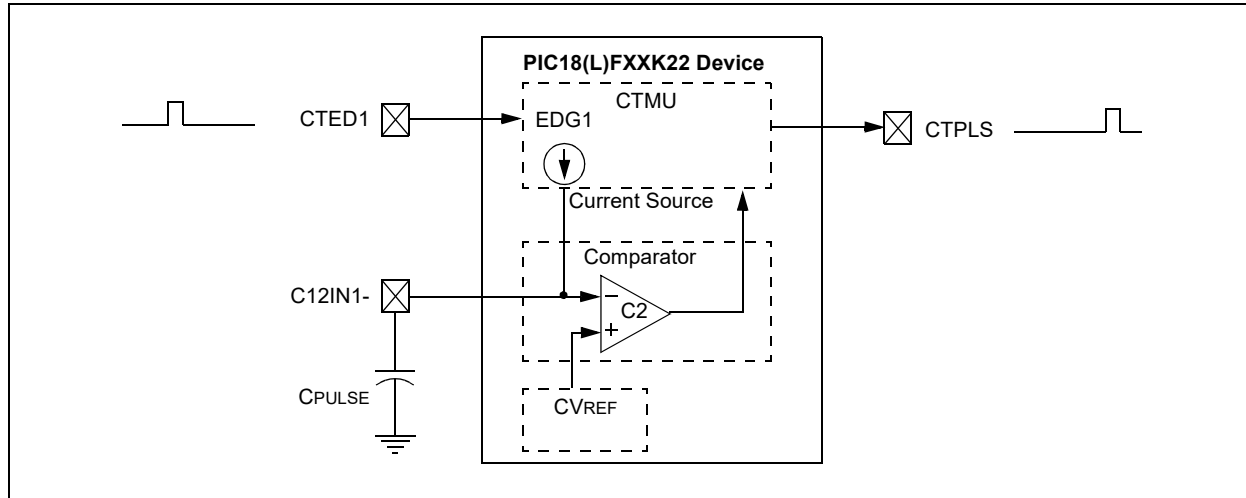 PIC18(L)FXXK22 Device
CTMU
CTED1
EDG1
CTPLS
Current Source
Comparator
C12IN1-
−
C2
+
CPULSE
CVREF